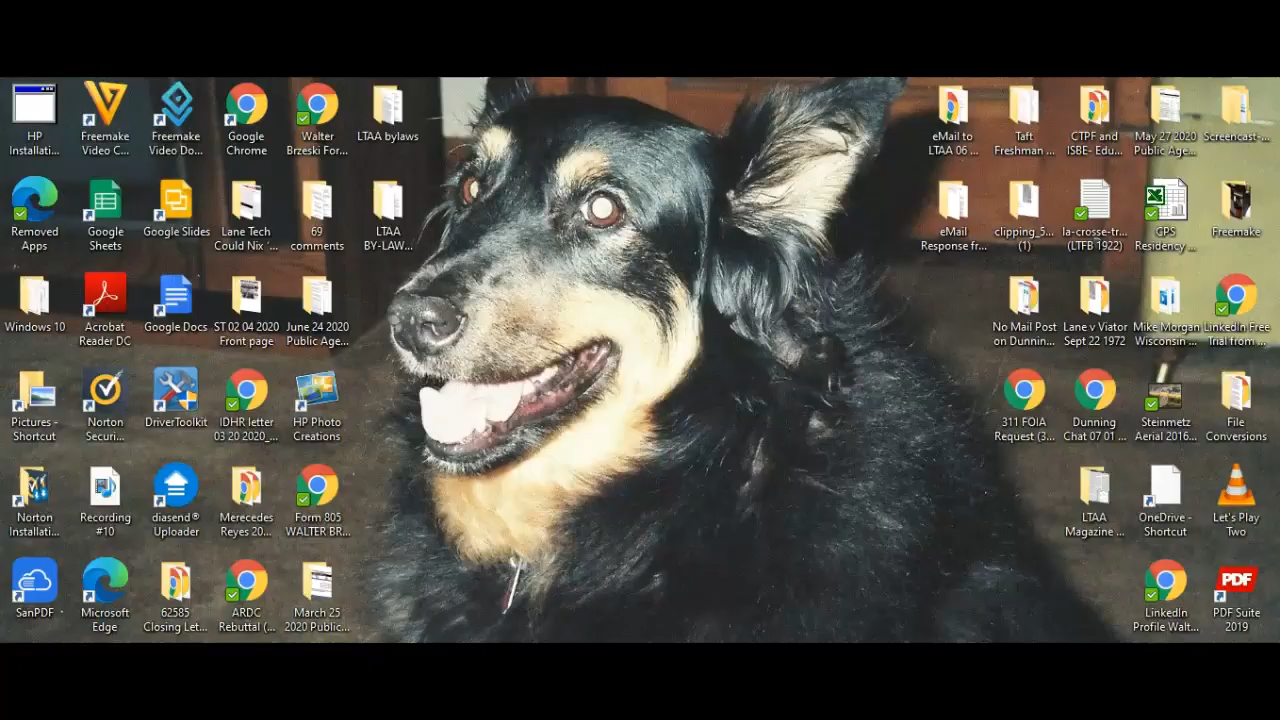 HP
Installati...
Freemake
Video C...
Freemake
Video Do...
Google
Chrome
Walter
Brzeski For...
LTAA bylaws
eMail to
LTAA 06 ...
Taft
Freshman ...
CTPF and
ISBE- Edu...
May 27 2020
Public Age...
Screencast-...
Removed
Apps
Google
Sheets
Google Slides
Lane Tech
Could Nix '...
69
comments
LTAA
BY-LAW...
eMail
Response fr...
clipping_5...
(1)
la-crosse-tr...
(LTFB 1922)
CPS
Residency ...
Freemake
Windows 10
Acrobat
Reader DC
Google Docs
ST 02 04 2020
Front page
June 24 2020
Public Age...
No Mail Post
on Dunnin...
Lane v Viator
Sept 22 1972
Mike Morgan
Wisconsin ...
LinkedIn Free
Trial from ...
Pictures -
Shortcut
Norton
Securi...
DriverToolkit
IDHR letter
03 20 2020_...
HP Photo
Creations
311 FOIA
Request (3...
Dunning
Chat 07 01 ...
Steinmetz
Aerial 2016...
File
Conversions
Norton
Installati...
Recording
#10
diasend®
Uploader
Merecedes
Reyes 20...
Form 805
WALTER BR...
LTAA
Magazine ...
OneDrive -
Shortcut
Let's Play
Two
SanPDF
Microsoft
Edge
62585
Closing Let...
ARDC
Rebuttal (...
March 25
2020 Public...
LinkedIn
Profile Walt...
PDF
PDF Suite
2019